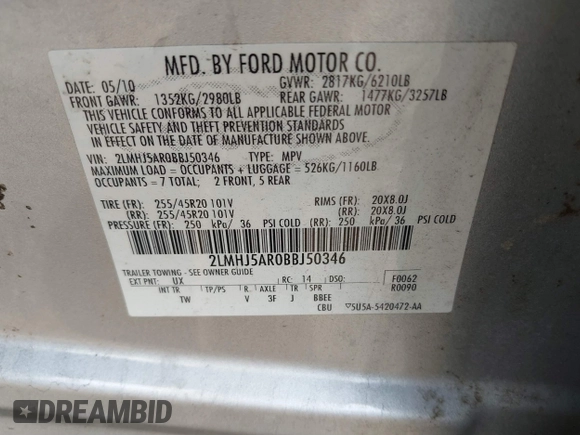 MFD. BY FORD MOTOR CO.
DATE: 05/10 GVWR: 2817KG/6210LB
FRONT GAWR: 1352KG/2980LB REAR GAWR: 1477KG/3257LB
THIS VEHICLE CONFORMS TO ALL APPLICABLE FEDERAL MOTOR
VEHICLE SAFETY AND THEFT PREVENTION STANDARDS
IN EFFECT ON THE DATE OF MANUFACTURE SHOWN ABOVE.
VIN: 2LMHJ5AR0BBJ50346 TYPE: MPV
MAXIMUM LOAD = OCCUPANTS + LUGGAGE = 526KG/1160LB
OCCUPANTS = 7 TOTAL; 2 FRONT, 5 REAR
TIRE (FR): 255/45R20 101V RIMS (FR): 20X8.0J
(RR): 255/45R20 101V (RR): 20X8.0J
PRESSURE (FR): 250 kPa/ 36 PSI COLD (RR): 250 kPa/ 36 PSI COLD
2LMHJ5AR0BBJ50346
TRAILER TOWING - SEE OWNER GUIDE
EXT PNT: UX RC: 14 DSO: F0062
INT TR TP/PS R AXLE TR SPR R0090
TW V 3F J BBEE
CBU 5U5A-5420472-AA
DREAMBID